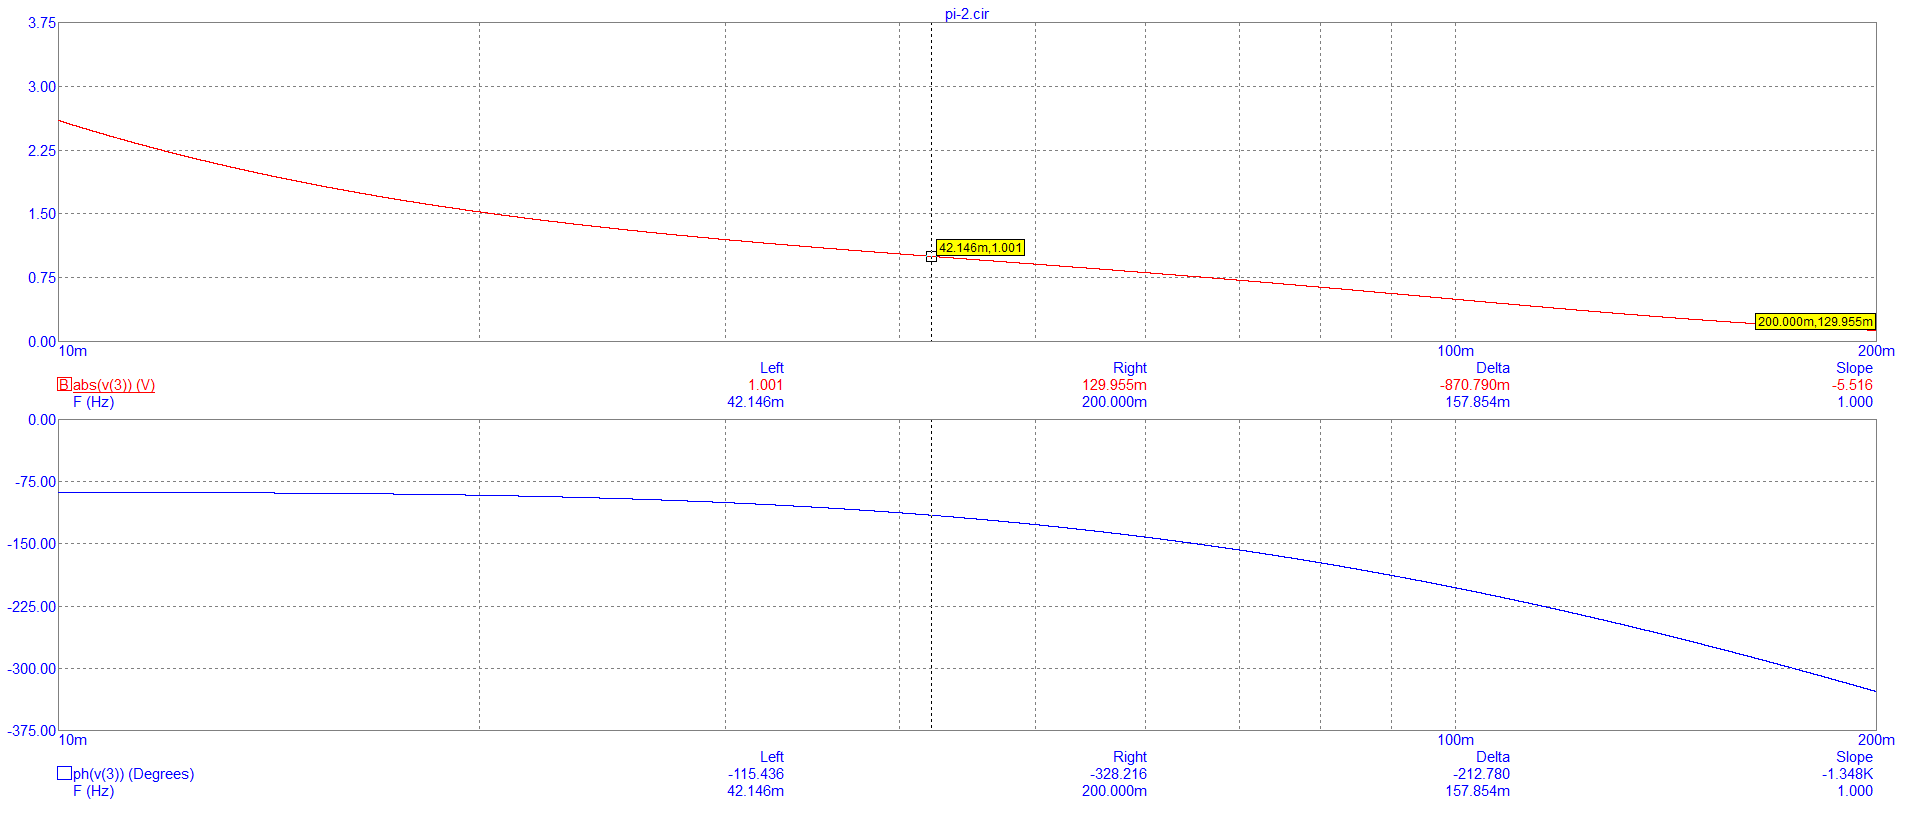 pi-2.cir
3.75
3.00
2.25
1.50
0.75
0.00
42.146m,1.001
200.000m,129.955m
10m 100m 200m
Left Right Delta Slope
B abs(v(3)) (V) 1.001 129.955m -870.790m -5.516
F (Hz) 42.146m 200.000m 157.854m 1.000
0.00
-75.00
-150.00
-225.00
-300.00
-375.00
10m 100m 200m
Left Right Delta Slope
ph(v(3)) (Degrees) -115.436 -328.216 -212.780 -1.348K
F (Hz) 42.146m 200.000m 157.854m 1.000